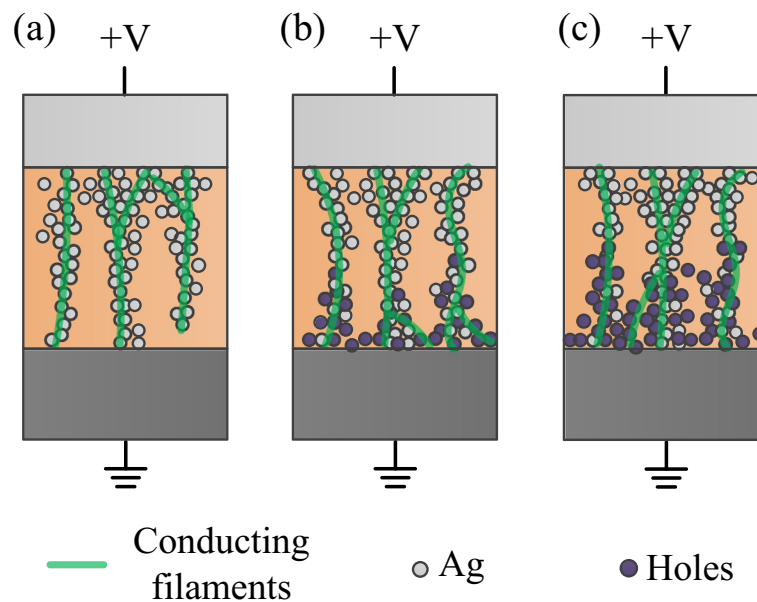 (a) (b) (c)
+V +V +V
Conducting
filaments
Ag
Holes